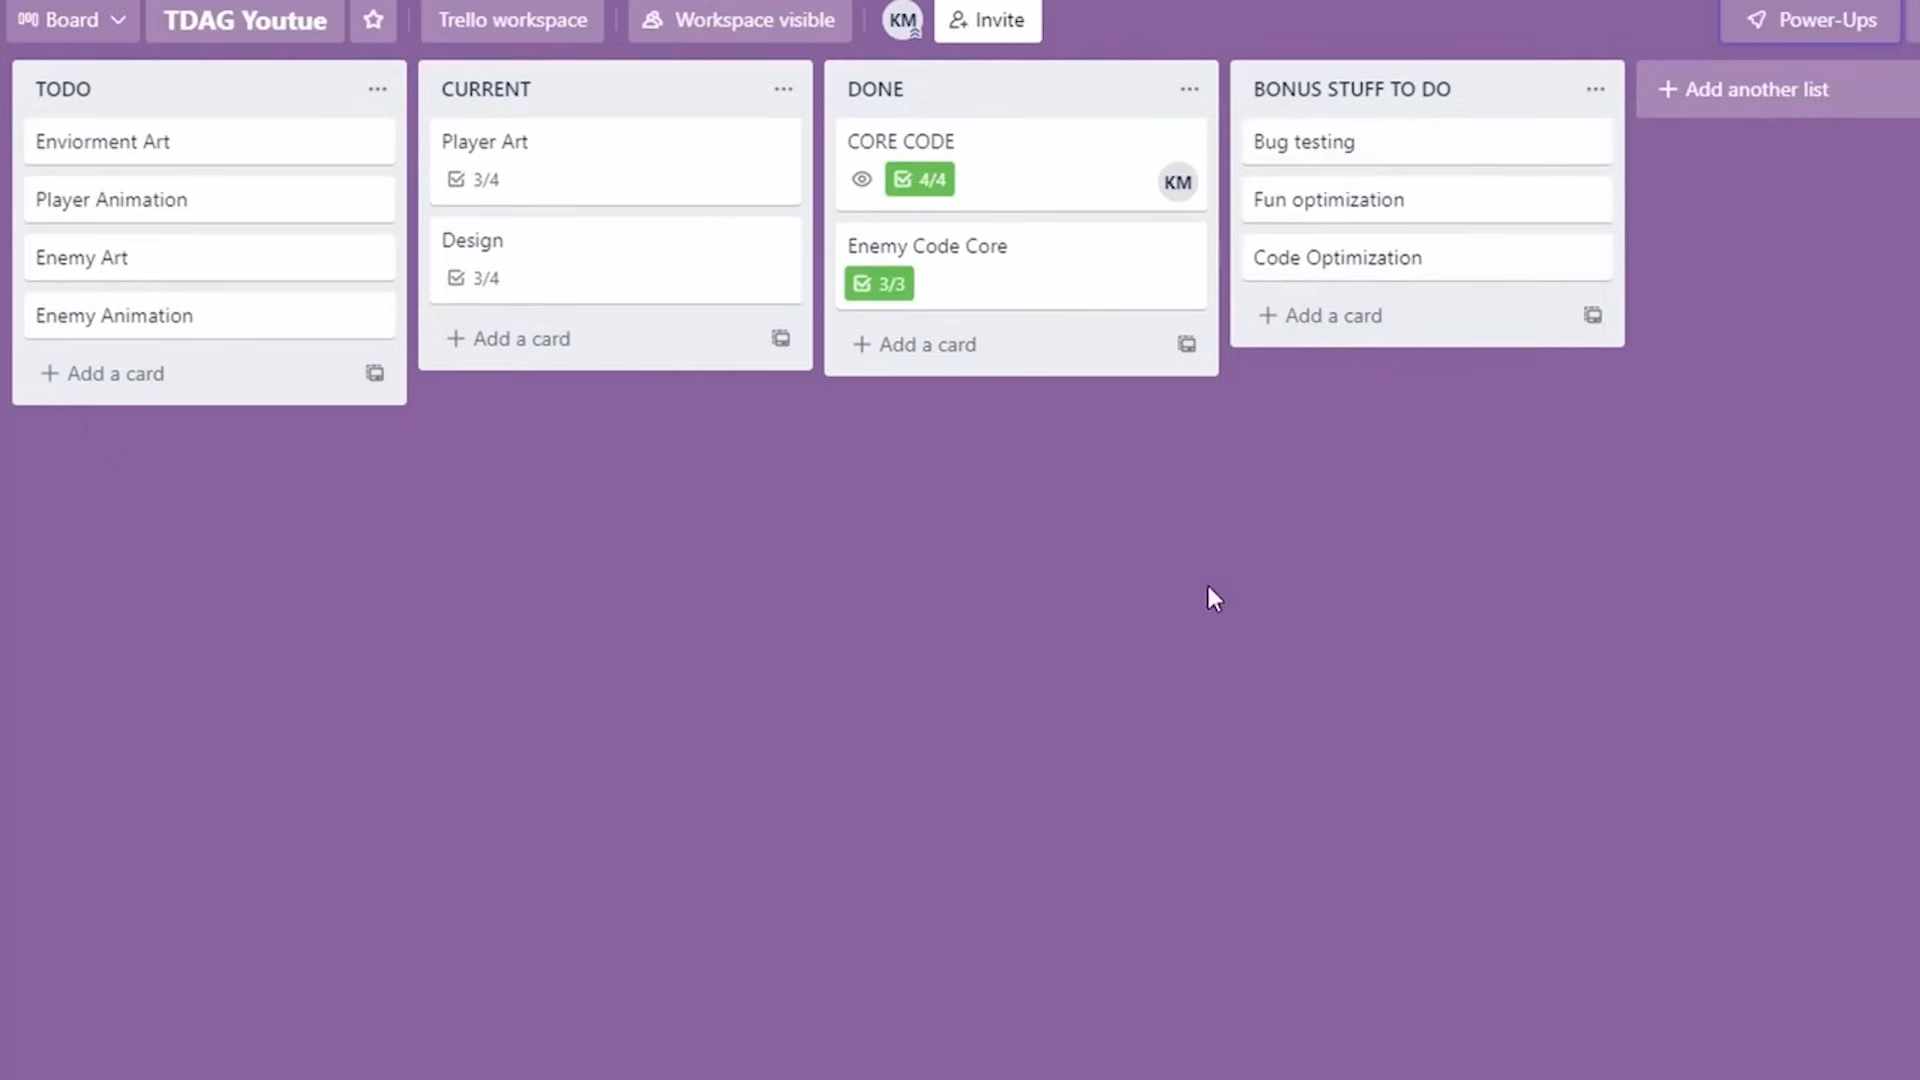 Board
TDAG Youtue
Trello workspace
Workspace visible
KM
Invite
Power-Ups
TODO
Enviorment Art
Player Animation
Enemy Art
Enemy Animation
+ Add a card
CURRENT
Player Art
3/4
Design
3/4
+ Add a card
DONE
CORE CODE
4/4
KM
Enemy Code Core
3/3
+ Add a card
BONUS STUFF TO DO
Bug testing
Fun optimization
Code Optimization
+ Add a card
+ Add another list